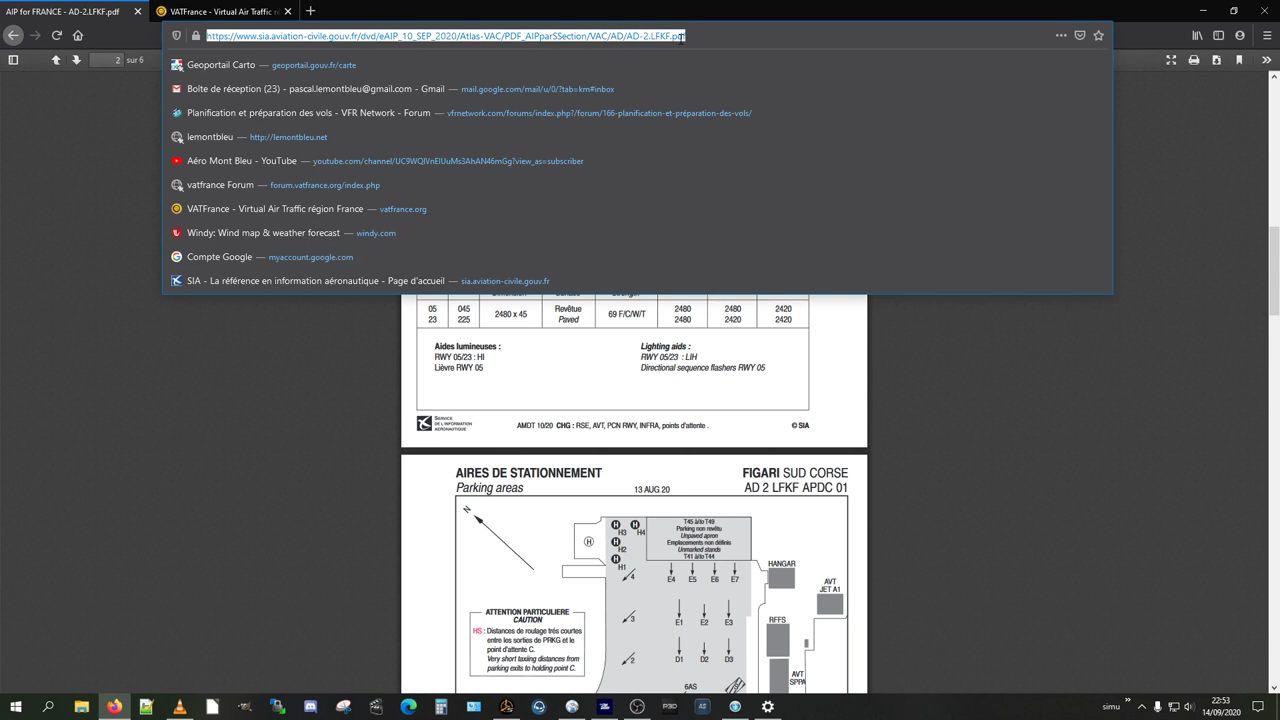 AIP for FRANCE - LFKF.pdf
VATFrance - Virtual Air Traffic r
https://www.sia.aviation-civile.gouv.fr/dvd/eAIP_10_SEP_2020/Atlas-VAC/PDF_AIPparSSection/VAC/AD/AD-2.LFKF.pdf
2 sur 6
Geoportail Carto — geoportail.gouv.fr/carte
Boîte de réception (23) - pascal.lemontbleu@gmail.com - Gmail — mail.google.com/mail/u/0/?tab=km#inbox
Planification et préparation des vols - VFR Network - Forum — vfrnetwork.com/forums/index.php?/forum/166-planification-et-préparation-des-vols/
lemontbleu — http://lemontbleu.net
Aéro Mont Bleu - YouTube — youtube.com/channel/UC9WQlVnEIUuMs3AhAN46mGg?view_as=subscriber
vatfrance Forum — forum.vatfrance.org/index.php
VATFrance - Virtual Air Traffic région France — vatfrance.org
Windy: Wind map & weather forecast — windy.com
Compte Google — myaccount.google.com
SIA - La référence en information aéronautique - Page d'accueil — sia.aviation-civile.gouv.fr
05 045 2480 x 45 Revêtue 69 F/C/W/T 2480 2480 2420
23 225 Paved 2480 2420 2420
Aides lumineuses : Lighting aids :
RWY 05/23 : HI RWY 05/23 : LIH
Lièvre RWY 05 Directional sequence flashers RWY 05
SERVICE
DE L'INFORMATION
AERONAUTIQUE
AMDT 10/20 CHG : RSE, AVT, PCN RWY, INFRA, points d'attente .
© SIA
AIRES DE STATIONNEMENT FIGARI SUD CORSE
Parking areas 13 AUG 20 AD 2 LFKF APDC 01
N
H
H H3 H H4
H H2
H H1
T45 à/to T49
Parking non revêtu
Unpaved apron
Emplacements non définis
Unmarked stands
T41 à/to T44
4
E4 E5 E6 E7
HANGAR
AVT
JET A1
ATTENTION PARTICULIERE
CAUTION
HS : Distances de roulage trés courtes
entre les sorties de PRKG et le
point d'attente C.
Very short taxiing distances from
parking exits to holding point C.
3
E1 E2 E3
RFFS
2
D1 D2 D3
AVT
SPPA
6AS
P3D
AS
simu
22:53
14/09/2020